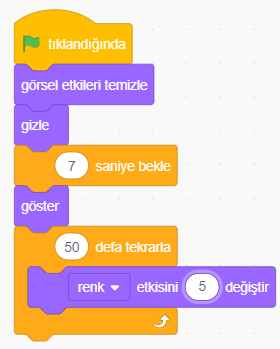 tıklandığında
görsel etkileri temizle
gizle
7 saniye bekle
göster
50 defa tekrarla
renk etkisini 5 değiştir